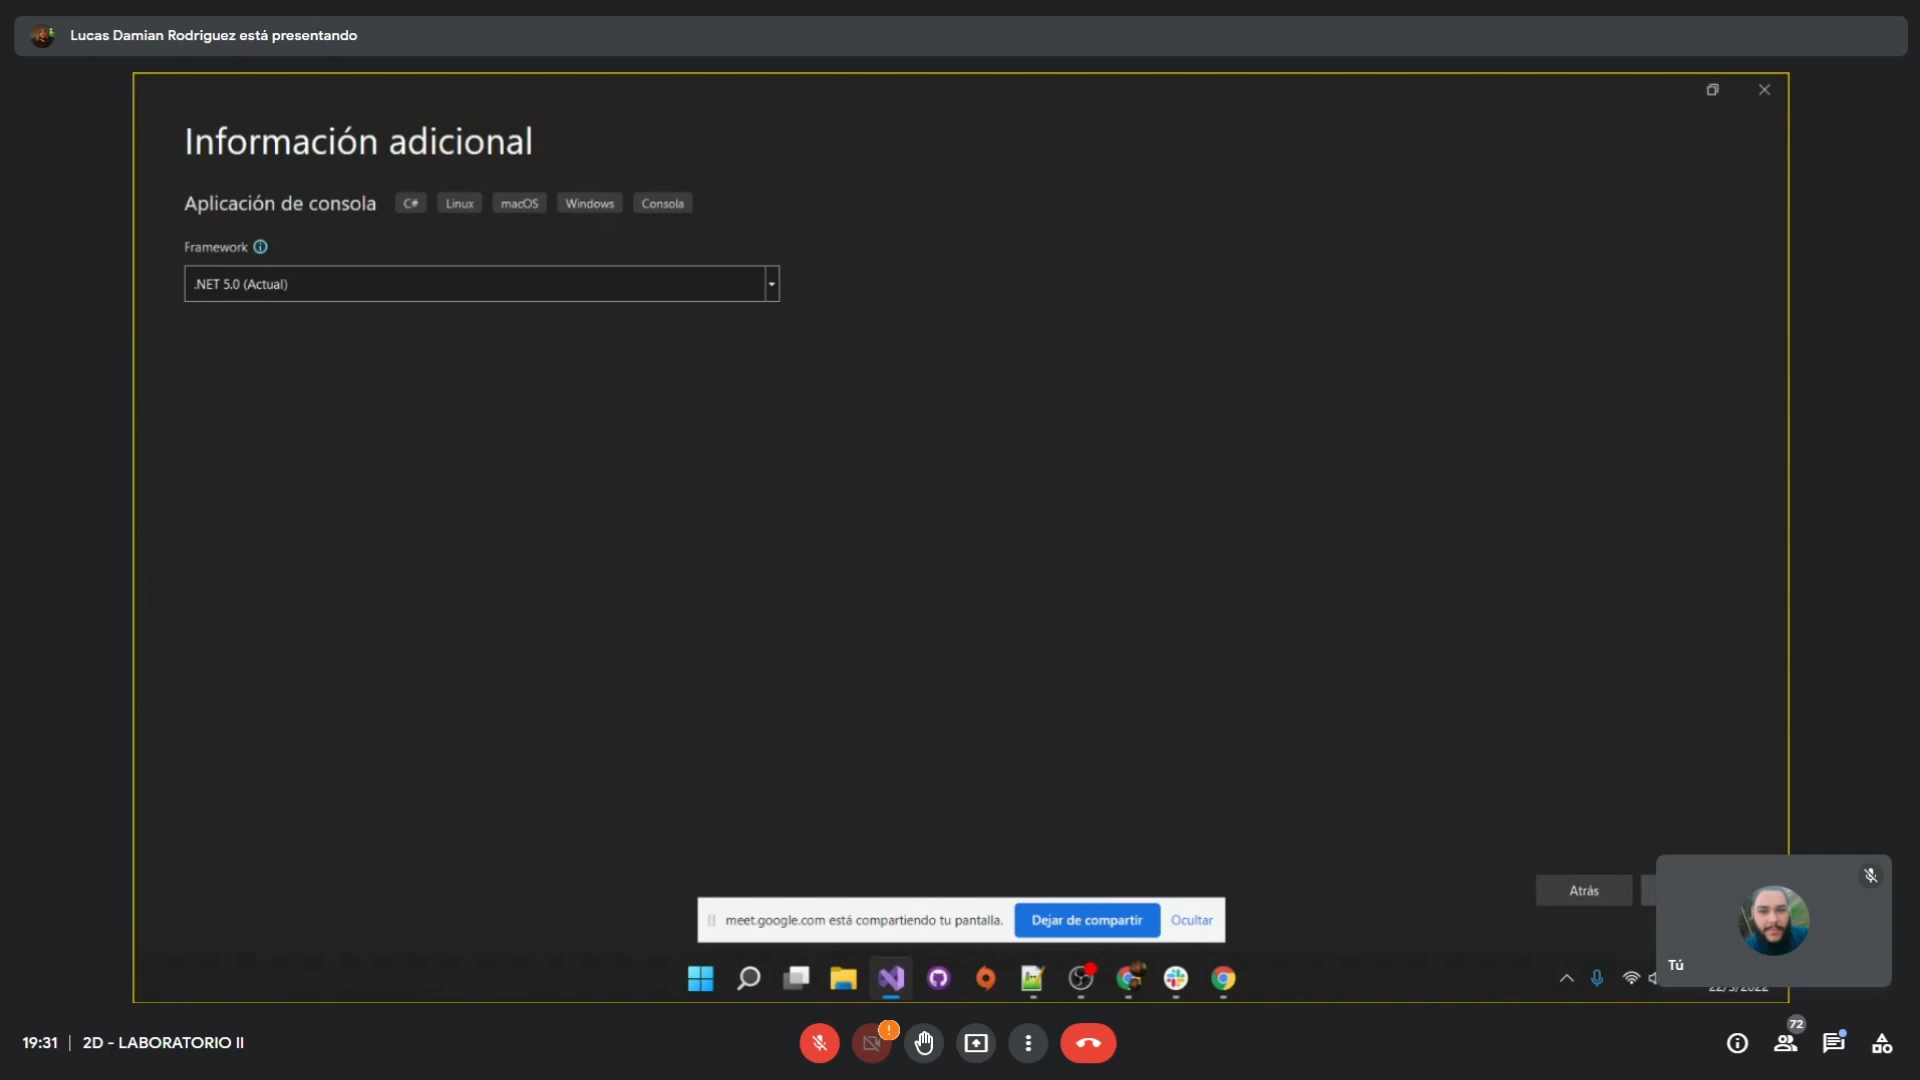 Lucas Damian Rodriguez está presentando
Información adicional
Aplicación de consola C# Linux macOS Windows Consola
Framework
.NET 5.0 (Actual)
Atrás
meet.google.com está compartiendo tu pantalla. Dejar de compartir Ocultar
Tú
19:31 | 2D - LABORATORIO II
72